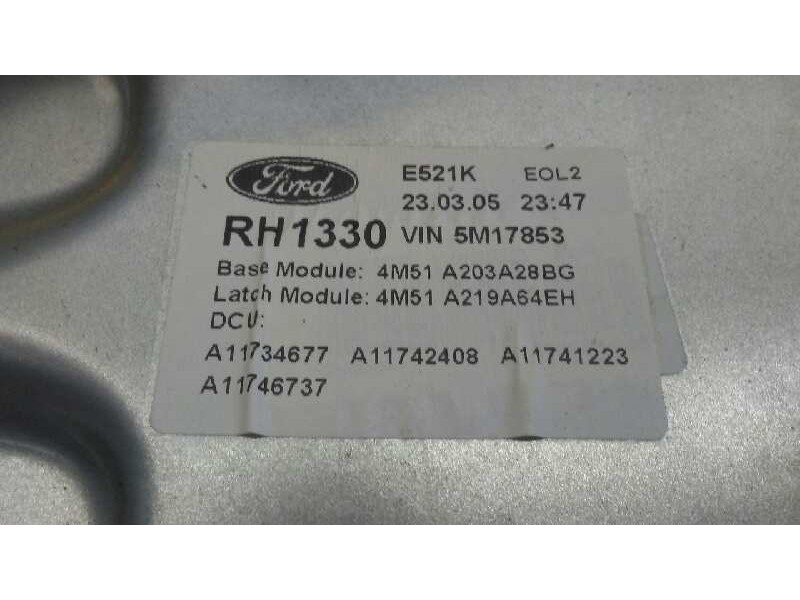 Ford
E521K EOL2
23.03.05 23:47
RH1330 VIN 5M17853
Base Module: 4M51 A203A28BG
Latch Module: 4M51 A219A64EH
DCU:
A11734677 A11742408 A11741223
A11746737